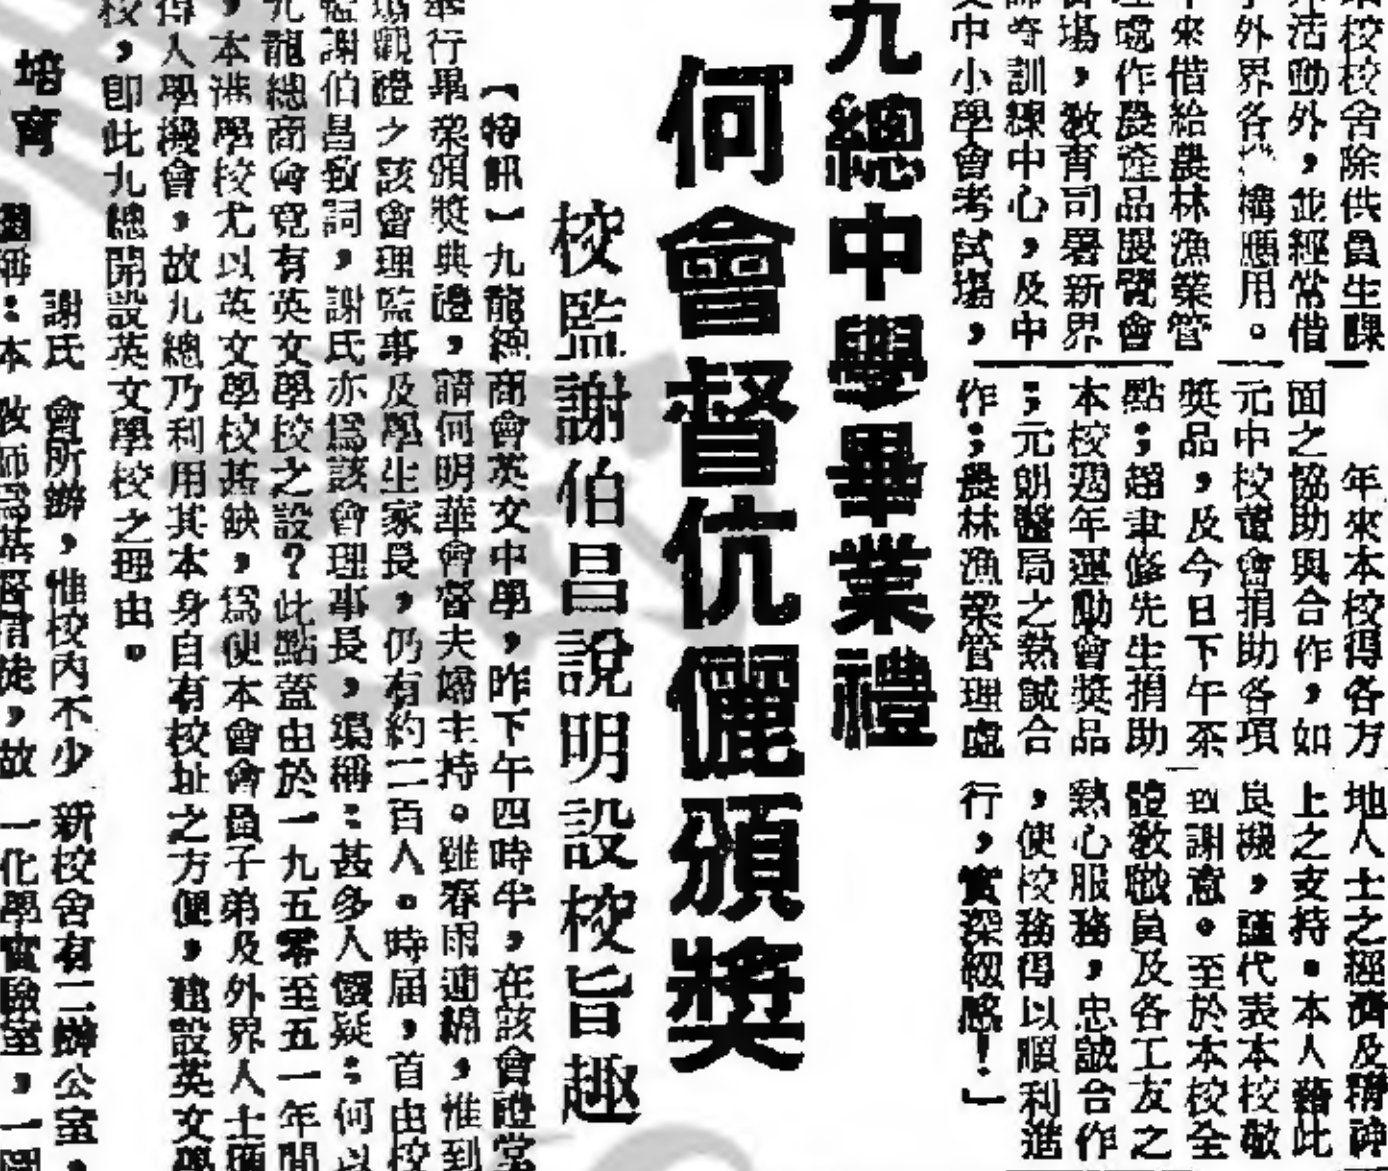 校校舍除供員生課
活動外，並經常借
外界各機構應用。
來借給農林漁業管
處作農產品展覽會
場，教育司署新界
訓練中心，及中
中小學會考試場，
年來本校得各方
面之協助與合作，如
元中校董會捐助各項
獎品，及今日下午茶
點；趙聿修先生捐助
本校週年運動會獎品
；元朗醫局之熱誠合
作；農林漁業管理處
地人士之經濟及精神
上之支持。本人藉此
良機，謹代表本校敬
致謝意。至於本校全
體教職員及各工友之
熱心服務，忠誠合作
，使校務得以順利進
行，實深紉感！」
九總中學畢業禮
何會督伉儷頒獎
校監謝伯昌說明設校旨趣
【特訊】九龍總商會英文中學，昨下午四時半，在該會禮堂
舉行畢業頒獎典禮，請何明華會督夫婦主持。雖春雨連綿，惟到
場觀禮之該會理監事及學生家長，仍有約二百人。時屆，首由校
監謝伯昌致詞，謝氏亦爲該會理事長，渠稱：甚多人懷疑：何以
九龍總商會竟有英文學校之設？此點蓋由於一九五零至五一年間
，本港學校尤以英文學校甚缺，爲使本會會員子弟及外界人士
得入學機會，故九總乃利用其本身自有校址之方便，建設英文學
校，即此九總開設英文學校之理由。
謝氏
會所辦，惟校內不少
新校舍有二辦公室，
稱：本
教師爲基督信徒，故
一化學實驗室，一
培育